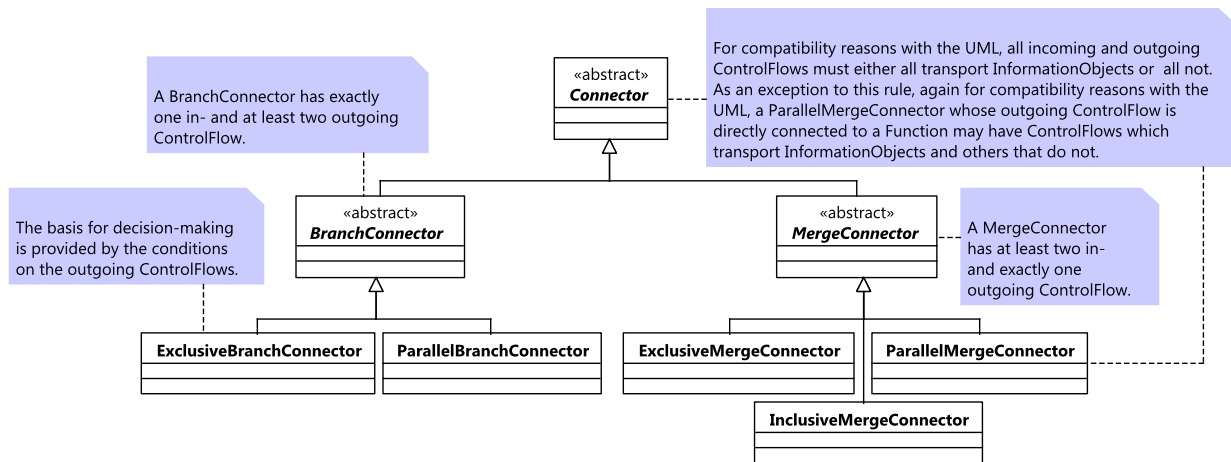 For compatibility reasons with the UML, all incoming and outgoing
ControlFlows must either all transport InformationObjects or all not.
As an exception to this rule, again for compatibility reasons with the
UML, a ParallelMergeConnector whose outgoing ControlFlow is
directly connected to a Function may have ControlFlows which
transport InformationObjects and others that do not.
«abstract»
Connector
A BranchConnector has exactly
one in- and at least two outgoing
ControlFlow.
The basis for decision-making
is provided by the conditions
on the outgoing ControlFlows.
«abstract»
BranchConnector
«abstract»
MergeConnector
A MergeConnector
has at least two in-
and exactly one
outgoing ControlFlow.
ExclusiveBranchConnector
ParallelBranchConnector
ExclusiveMergeConnector
ParallelMergeConnector
InclusiveMergeConnector